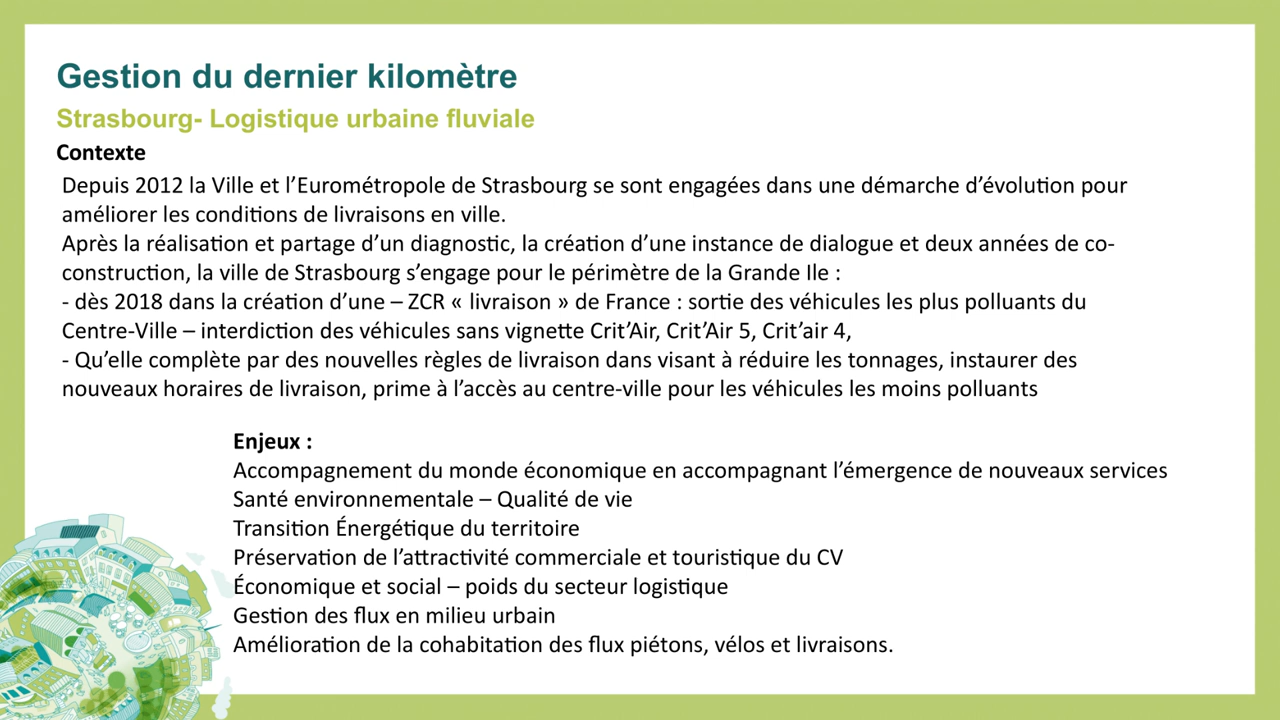 Gestion du dernier kilomètre
Strasbourg- Logistique urbaine fluviale
Contexte
Depuis 2012 la Ville et l’Eurométropole de Strasbourg se sont engagées dans une démarche d’évolution pour
améliorer les conditions de livraisons en ville.
Après la réalisation et partage d’un diagnostic, la création d’une instance de dialogue et deux années de co-
construction, la ville de Strasbourg s’engage pour le périmètre de la Grande Ile :
- dès 2018 dans la création d’une – ZCR « livraison » de France : sortie des véhicules les plus polluants du
Centre-Ville – interdiction des véhicules sans vignette Crit’Air, Crit’Air 5, Crit’air 4,
- Qu’elle complète par des nouvelles règles de livraison dans visant à réduire les tonnages, instaurer des
nouveaux horaires de livraison, prime à l’accès au centre-ville pour les véhicules les moins polluants
Enjeux :
Accompagnement du monde économique en accompagnant l’émergence de nouveaux services
Santé environnementale – Qualité de vie
Transition Énergétique du territoire
Préservation de l’attractivité commerciale et touristique du CV
Économique et social – poids du secteur logistique
Gestion des flux en milieu urbain
Amélioration de la cohabitation des flux piétons, vélos et livraisons.